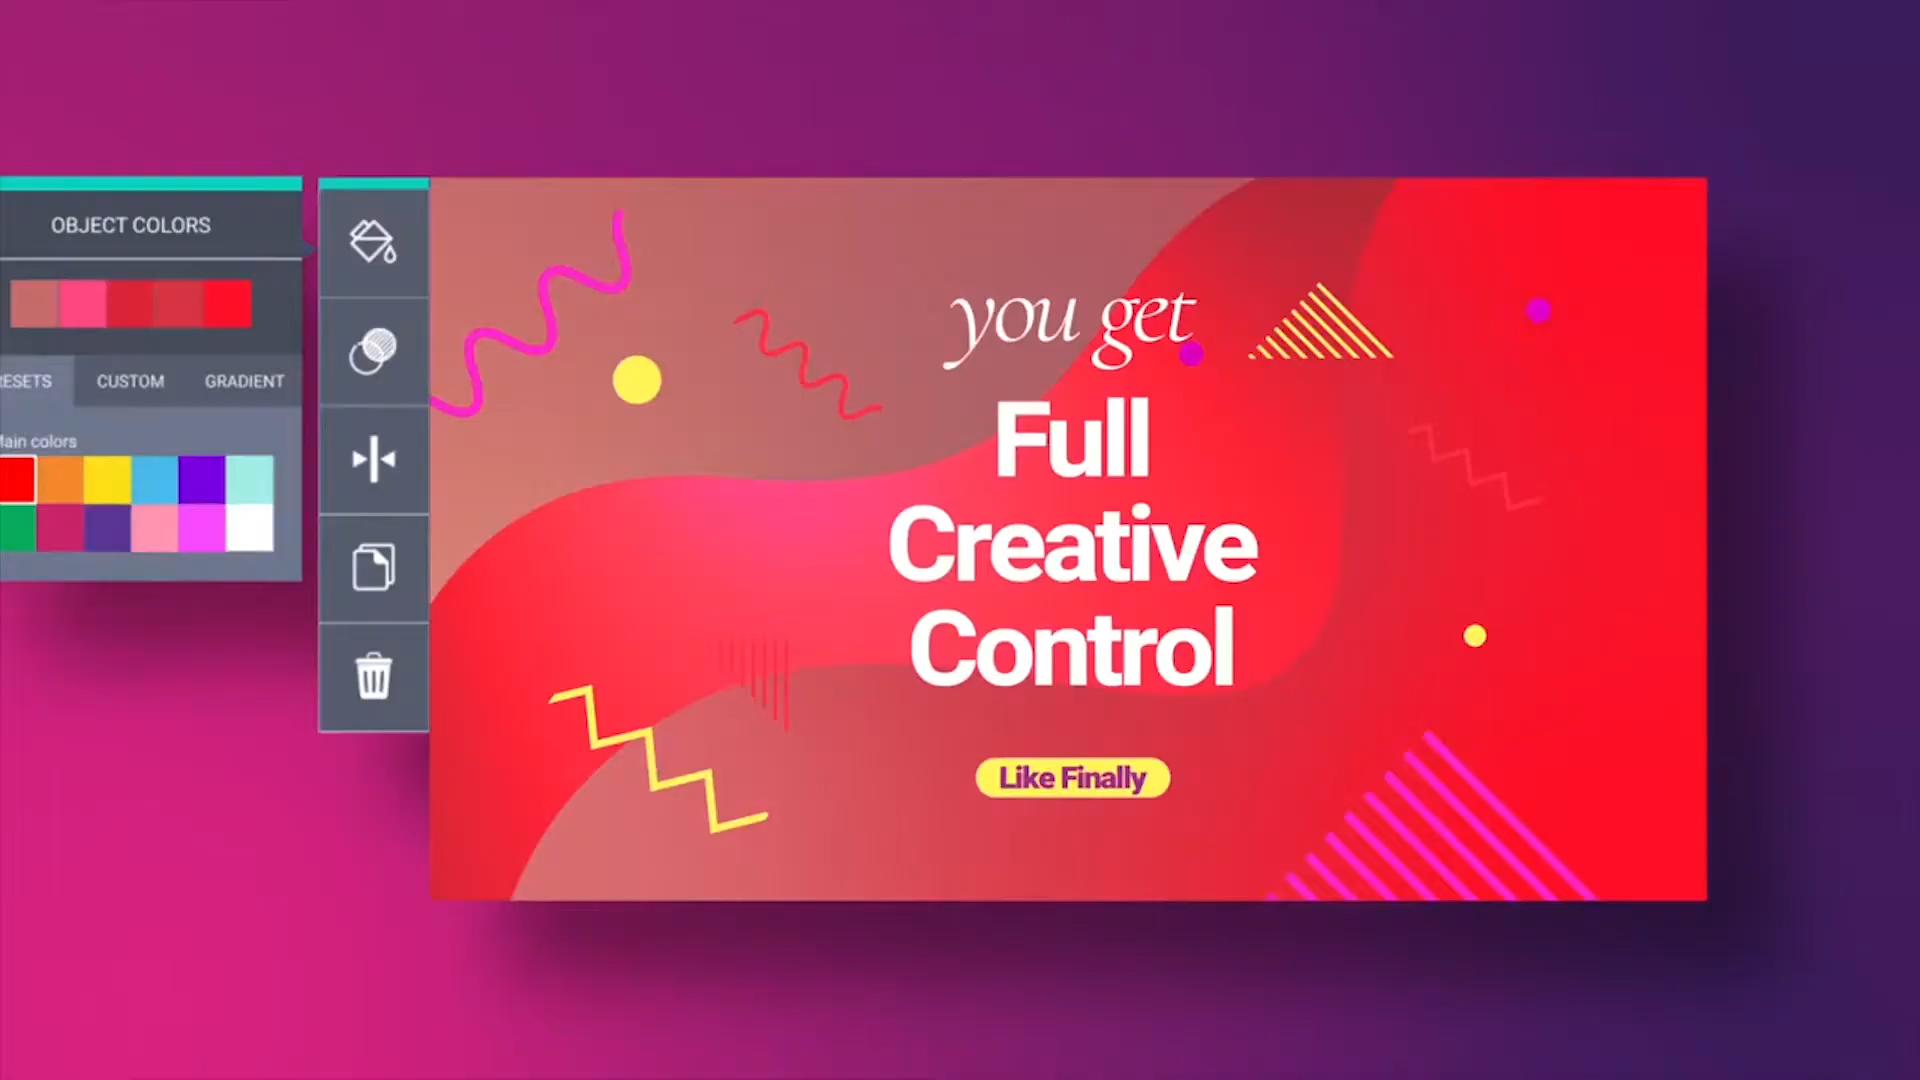 OBJECT COLORS
ESETS CUSTOM GRADIENT
ain colors
you get
Full
Creative
Control
Like Finally